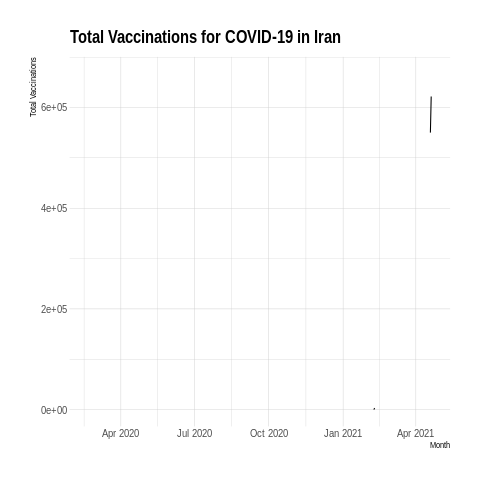 Total Vaccinations for COVID-19 in Iran
Total Vaccinations
6e+05
4e+05
2e+05
0e+00
Apr 2020 Jul 2020 Oct 2020 Jan 2021 Apr 2021
Month